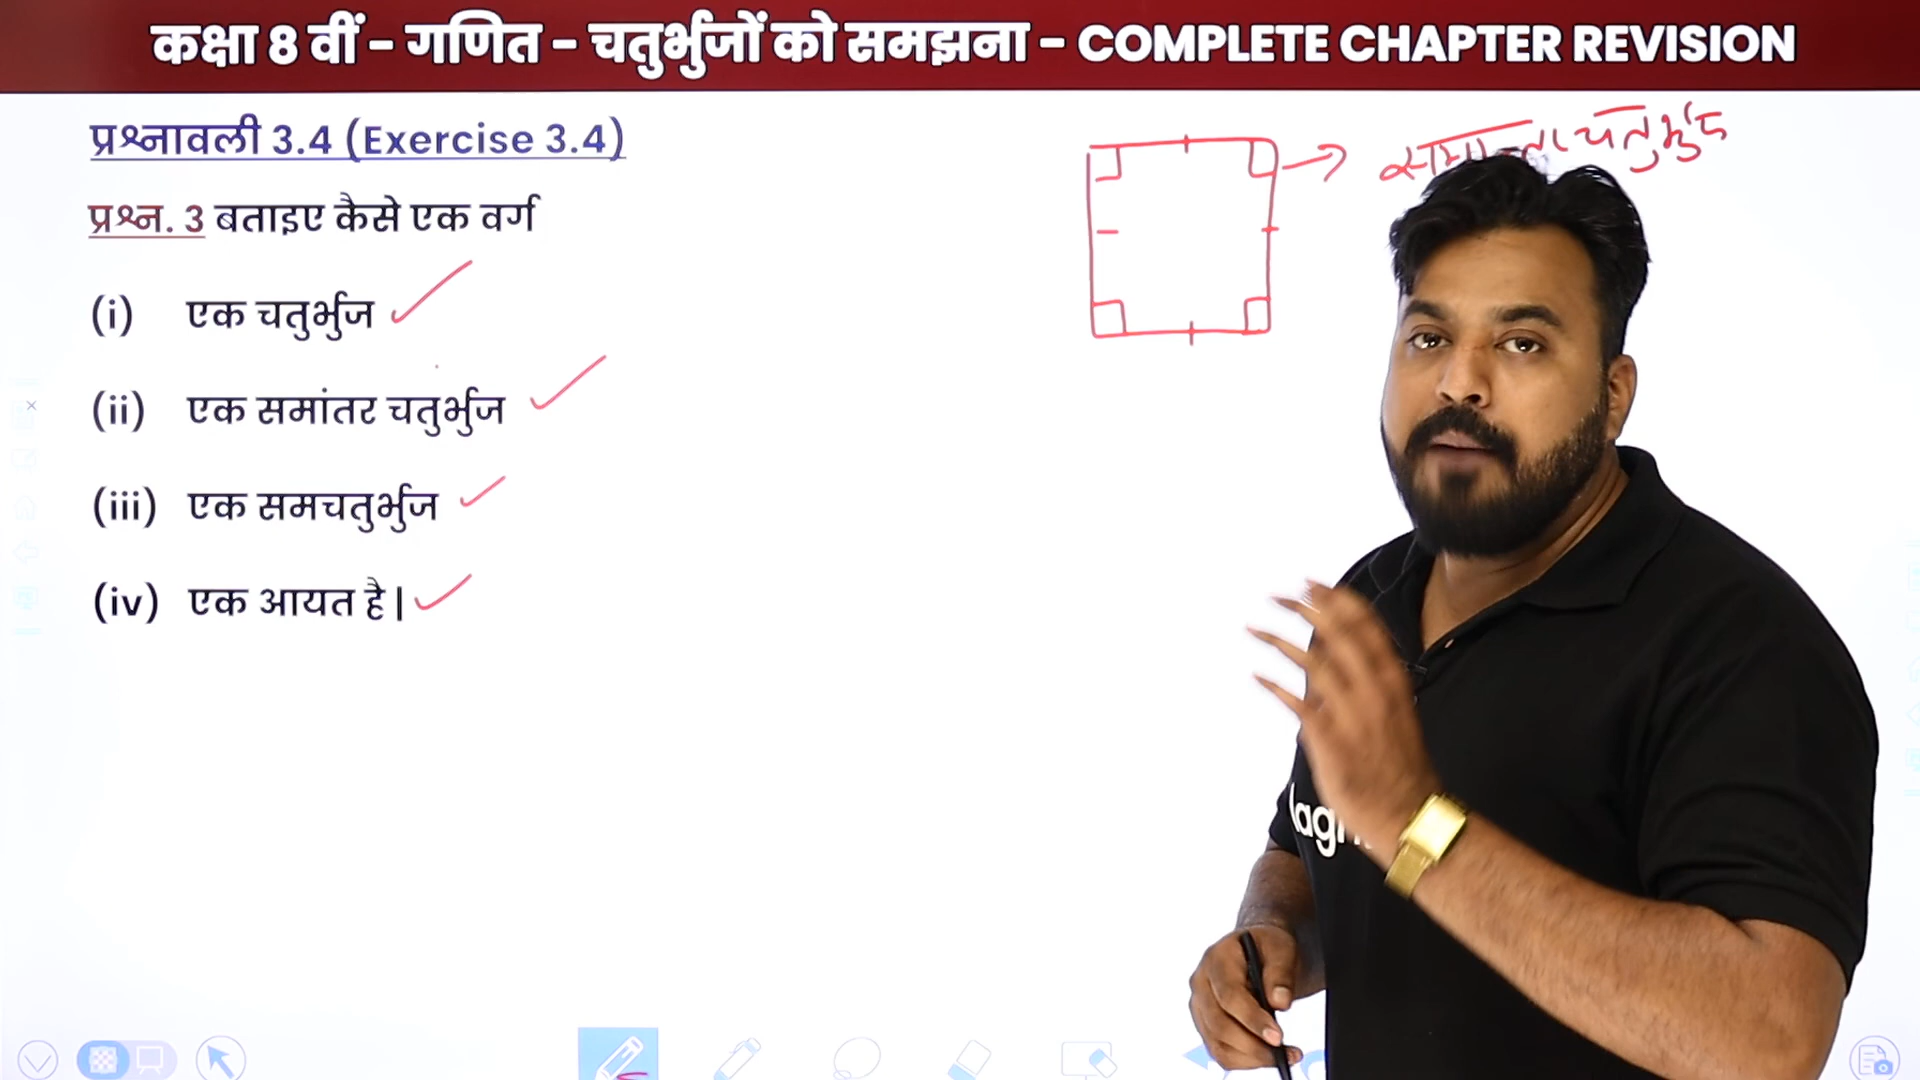 कक्षा 8 वीं – गणित – चतुर्भुजों को समझना – COMPLETE CHAPTER REVISION
प्रश्नावली 3.4 (Exercise 3.4)
प्रश्न. 3 बताइए कैसे एक वर्ग
(i) एक चतुर्भुज
(ii) एक समांतर चतुर्भुज
(iii) एक समचतुर्भुज
(iv) एक आयत है |
चतुर्भुज